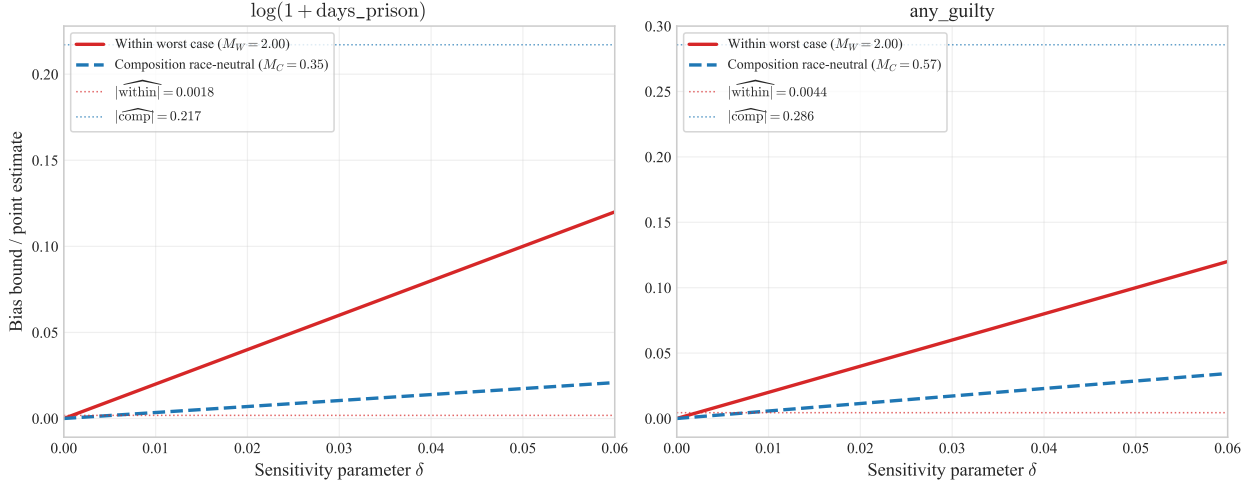 log(1 + days_prison)
Bias bound / point estimate
0.20
0.15
0.10
0.05
0.00
Within worst case (M_W = 2.00)
Composition race-neutral (M_C = 0.35)
|\widehat{within}| = 0.0018
|\widehat{comp}| = 0.217
0.00 0.01 0.02 0.03 0.04 0.05 0.06
Sensitivity parameter δ
any_guilty
0.30
0.25
0.20
0.15
0.10
0.05
0.00
Within worst case (M_W = 2.00)
Composition race-neutral (M_C = 0.57)
|\widehat{within}| = 0.0044
|\widehat{comp}| = 0.286
0.00 0.01 0.02 0.03 0.04 0.05 0.06
Sensitivity parameter δ